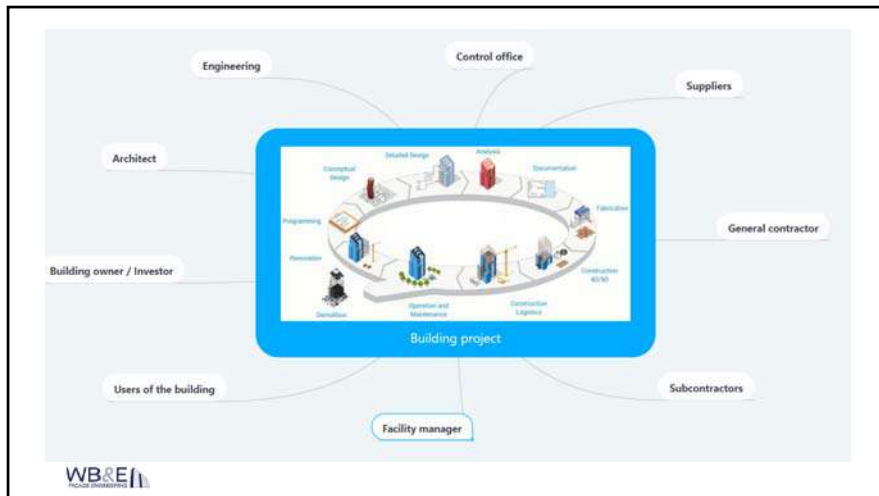 Control office
Engineering
Suppliers
Architect
General contractor
Building owner / Investor
Users of the building
Subcontractors
Facility manager
Analysis
Detailed Design
Documentation
Conceptual
Design
Fabrication
Programming
Renovation
Construction
4D/5D
Operation and
Maintenance
Construction
Logistics
Demolition
Building project
WB&E
FACADE ENGINEERING